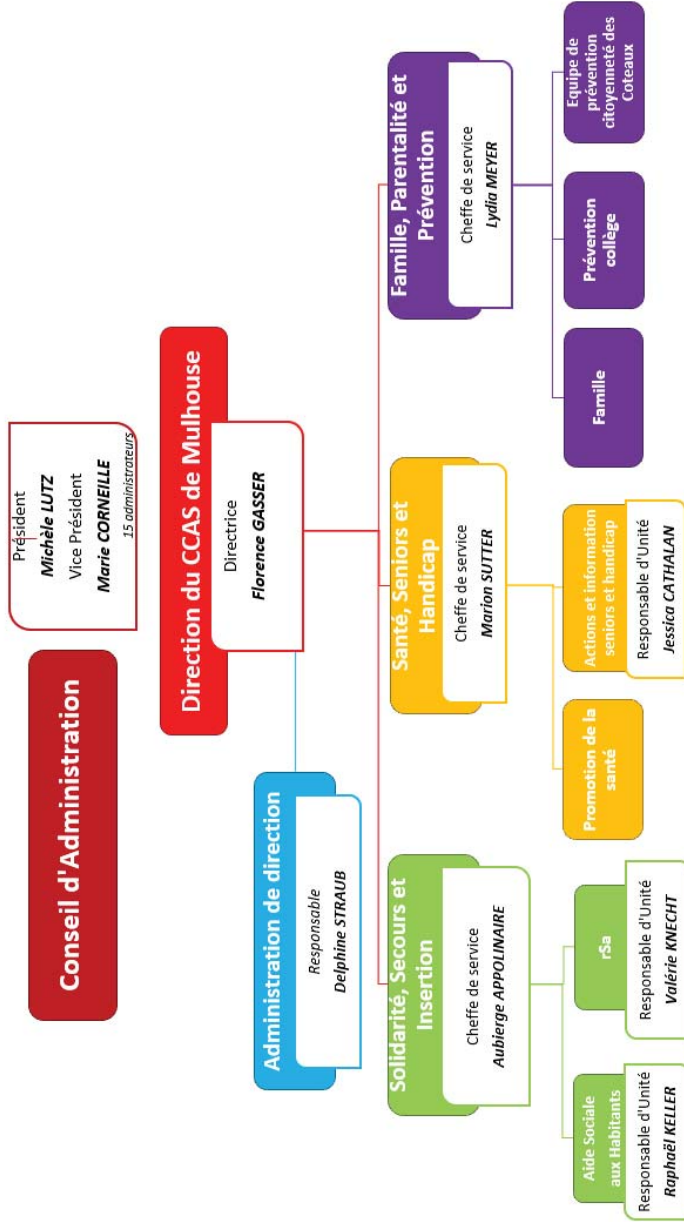 Conseil d'Administration
Président
Michèle LUTZ
Vice Président
Marie CORNEILLE
15 administrateurs
Direction du CCAS de Mulhouse
Directrice
Florence GASSER
Administration de direction
Responsable
Delphine STRAUB
Solidarité, Secours et
Insertion
Cheffe de service
Aubierge APPOLINAIRE
Santé, Seniors et
Handicap
Cheffe de service
Marion SUTTER
Famille, Parentalité et
Prévention
Cheffe de service
Lydia MEYER
Aide Sociale
aux Habitants
Responsable d'Unité
Raphaël KELLER
rSa
Responsable d'Unité
Valérie KNECHT
Promotion de la
santé
Actions et information
seniors et handicap
Responsable d'Unité
Jessica CATHALAN
Famille
Prévention
collège
Equipe de
prévention
citoyenneté des
Coteaux